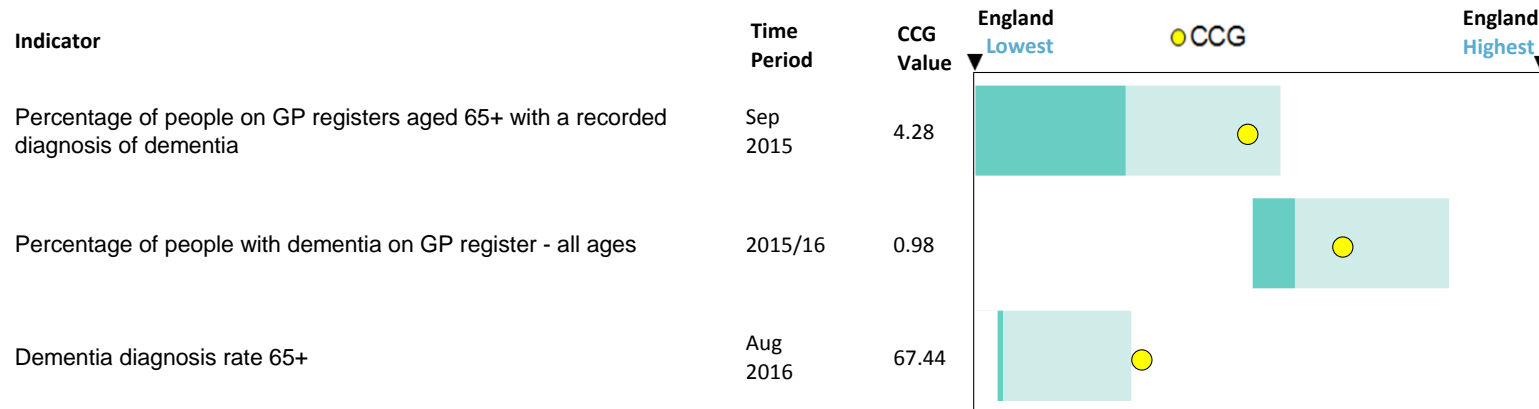 Indicator
Time Period
CCG Value
England Lowest
CCG
England Highest
Percentage of people on GP registers aged 65+ with a recorded
diagnosis of dementia
Sep
2015
4.28
Percentage of people with dementia on GP register - all ages
2015/16
0.98
Dementia diagnosis rate 65+
Aug
2016
67.44